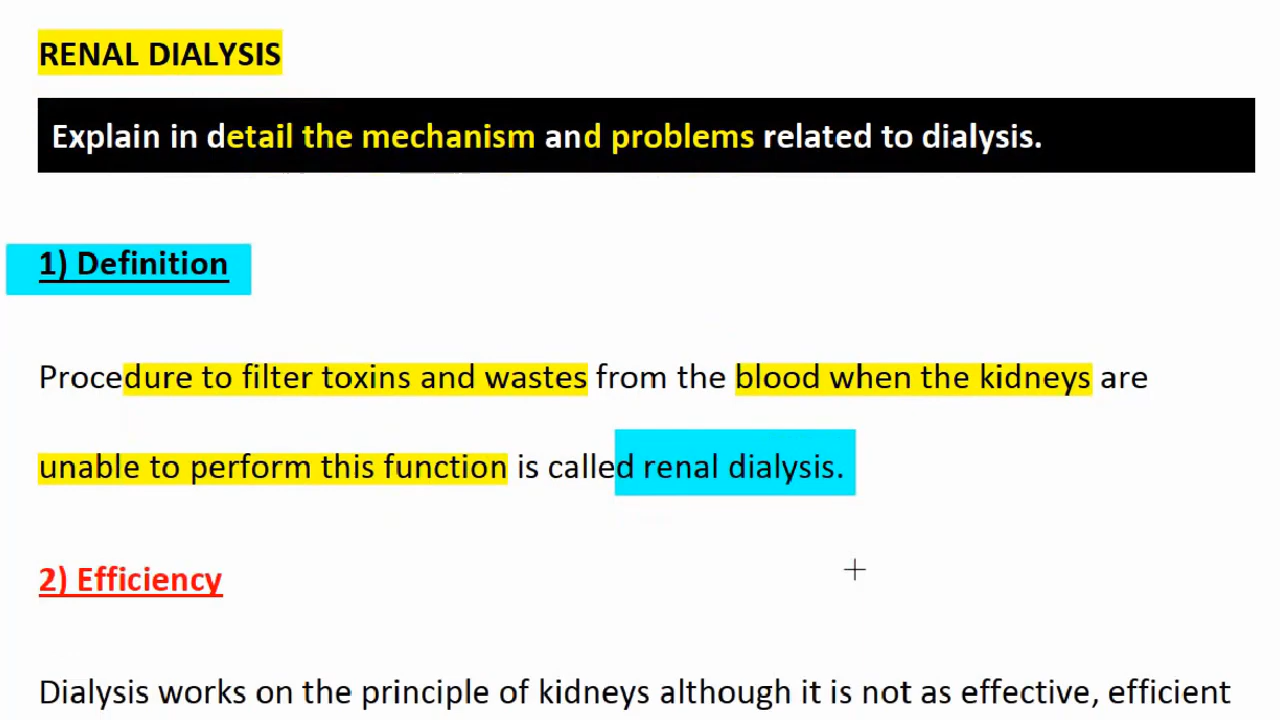 RENAL DIALYSIS
Explain in detail the mechanism and problems related to dialysis.
1) Definition
Procedure to filter toxins and wastes from the blood when the kidneys are
unable to perform this function is called renal dialysis.
2) Efficiency
Dialysis works on the principle of kidneys although it is not as effective, efficient